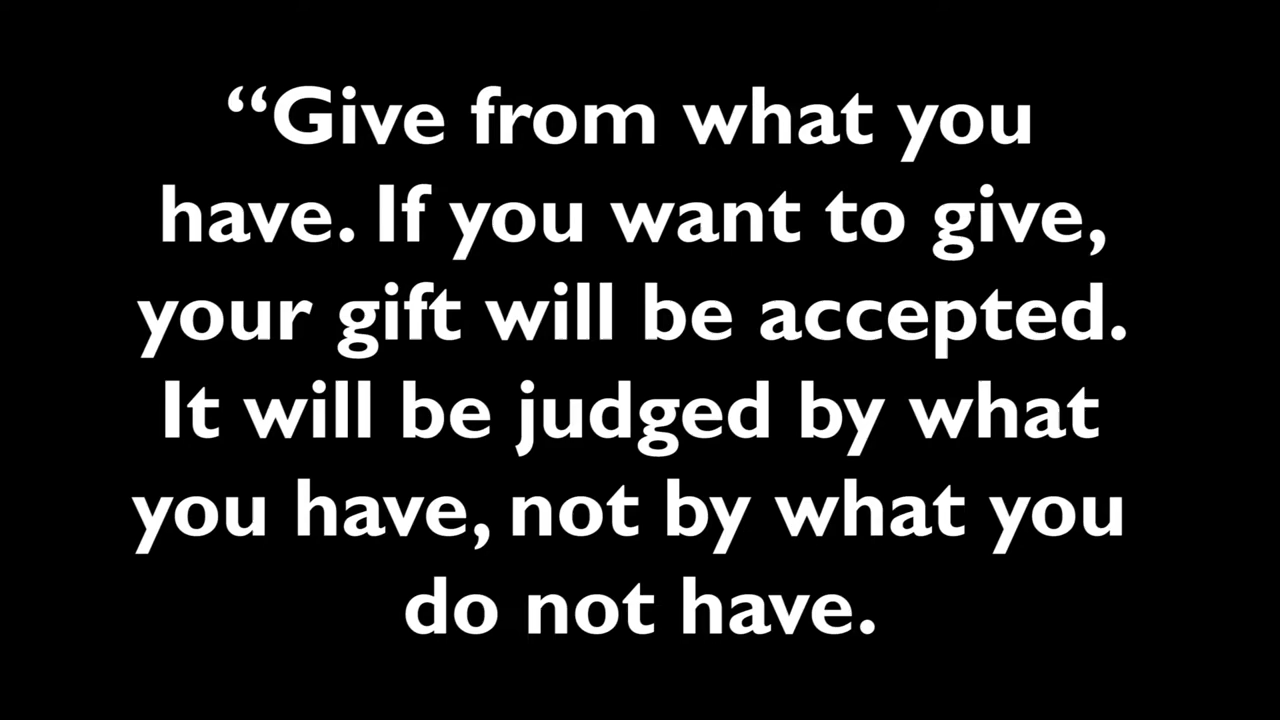 “Give from what you
have. If you want to give,
your gift will be accepted.
It will be judged by what
you have, not by what you
do not have.